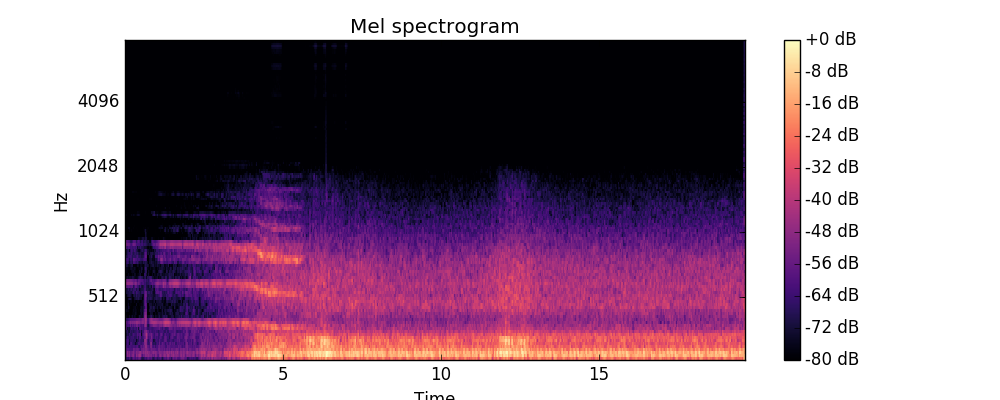 Mel spectrogram
Hz
4096
2048
1024
512
0
5
10
15
Time
+0 dB
-8 dB
-16 dB
-24 dB
-32 dB
-40 dB
-48 dB
-56 dB
-64 dB
-72 dB
-80 dB